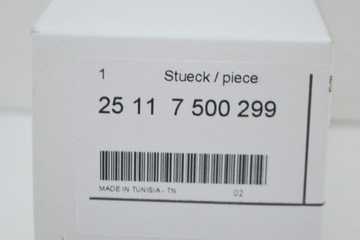 1 Stueck / piece
25 11 7 500 299
MADE IN TUNISIA - TN 02